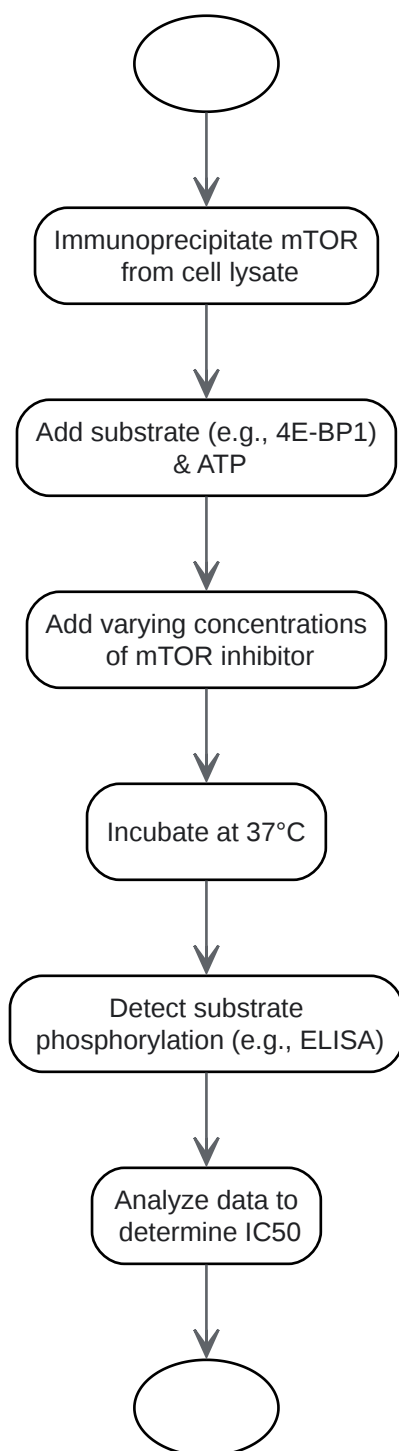 Immunoprecipitate mTOR
from cell lysate
Add substrate (e.g., 4E-BP1)
& ATP
Add varying concentrations
of mTOR inhibitor
Incubate at 37°C
Detect substrate
phosphorylation (e.g., ELISA)
Analyze data to
determine IC50